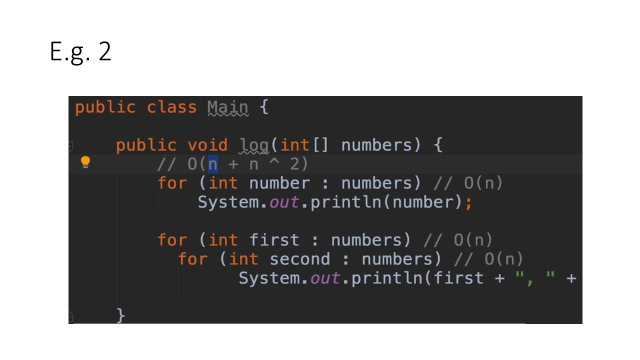 E.g. 2
public class Main {
public void log(int[] numbers) {
// O(n + n ^ 2)
for (int number : numbers) // O(n)
System.out.println(number);
for (int first : numbers) // O(n)
for (int second : numbers) // O(n)
System.out.println(first + ", " +
}